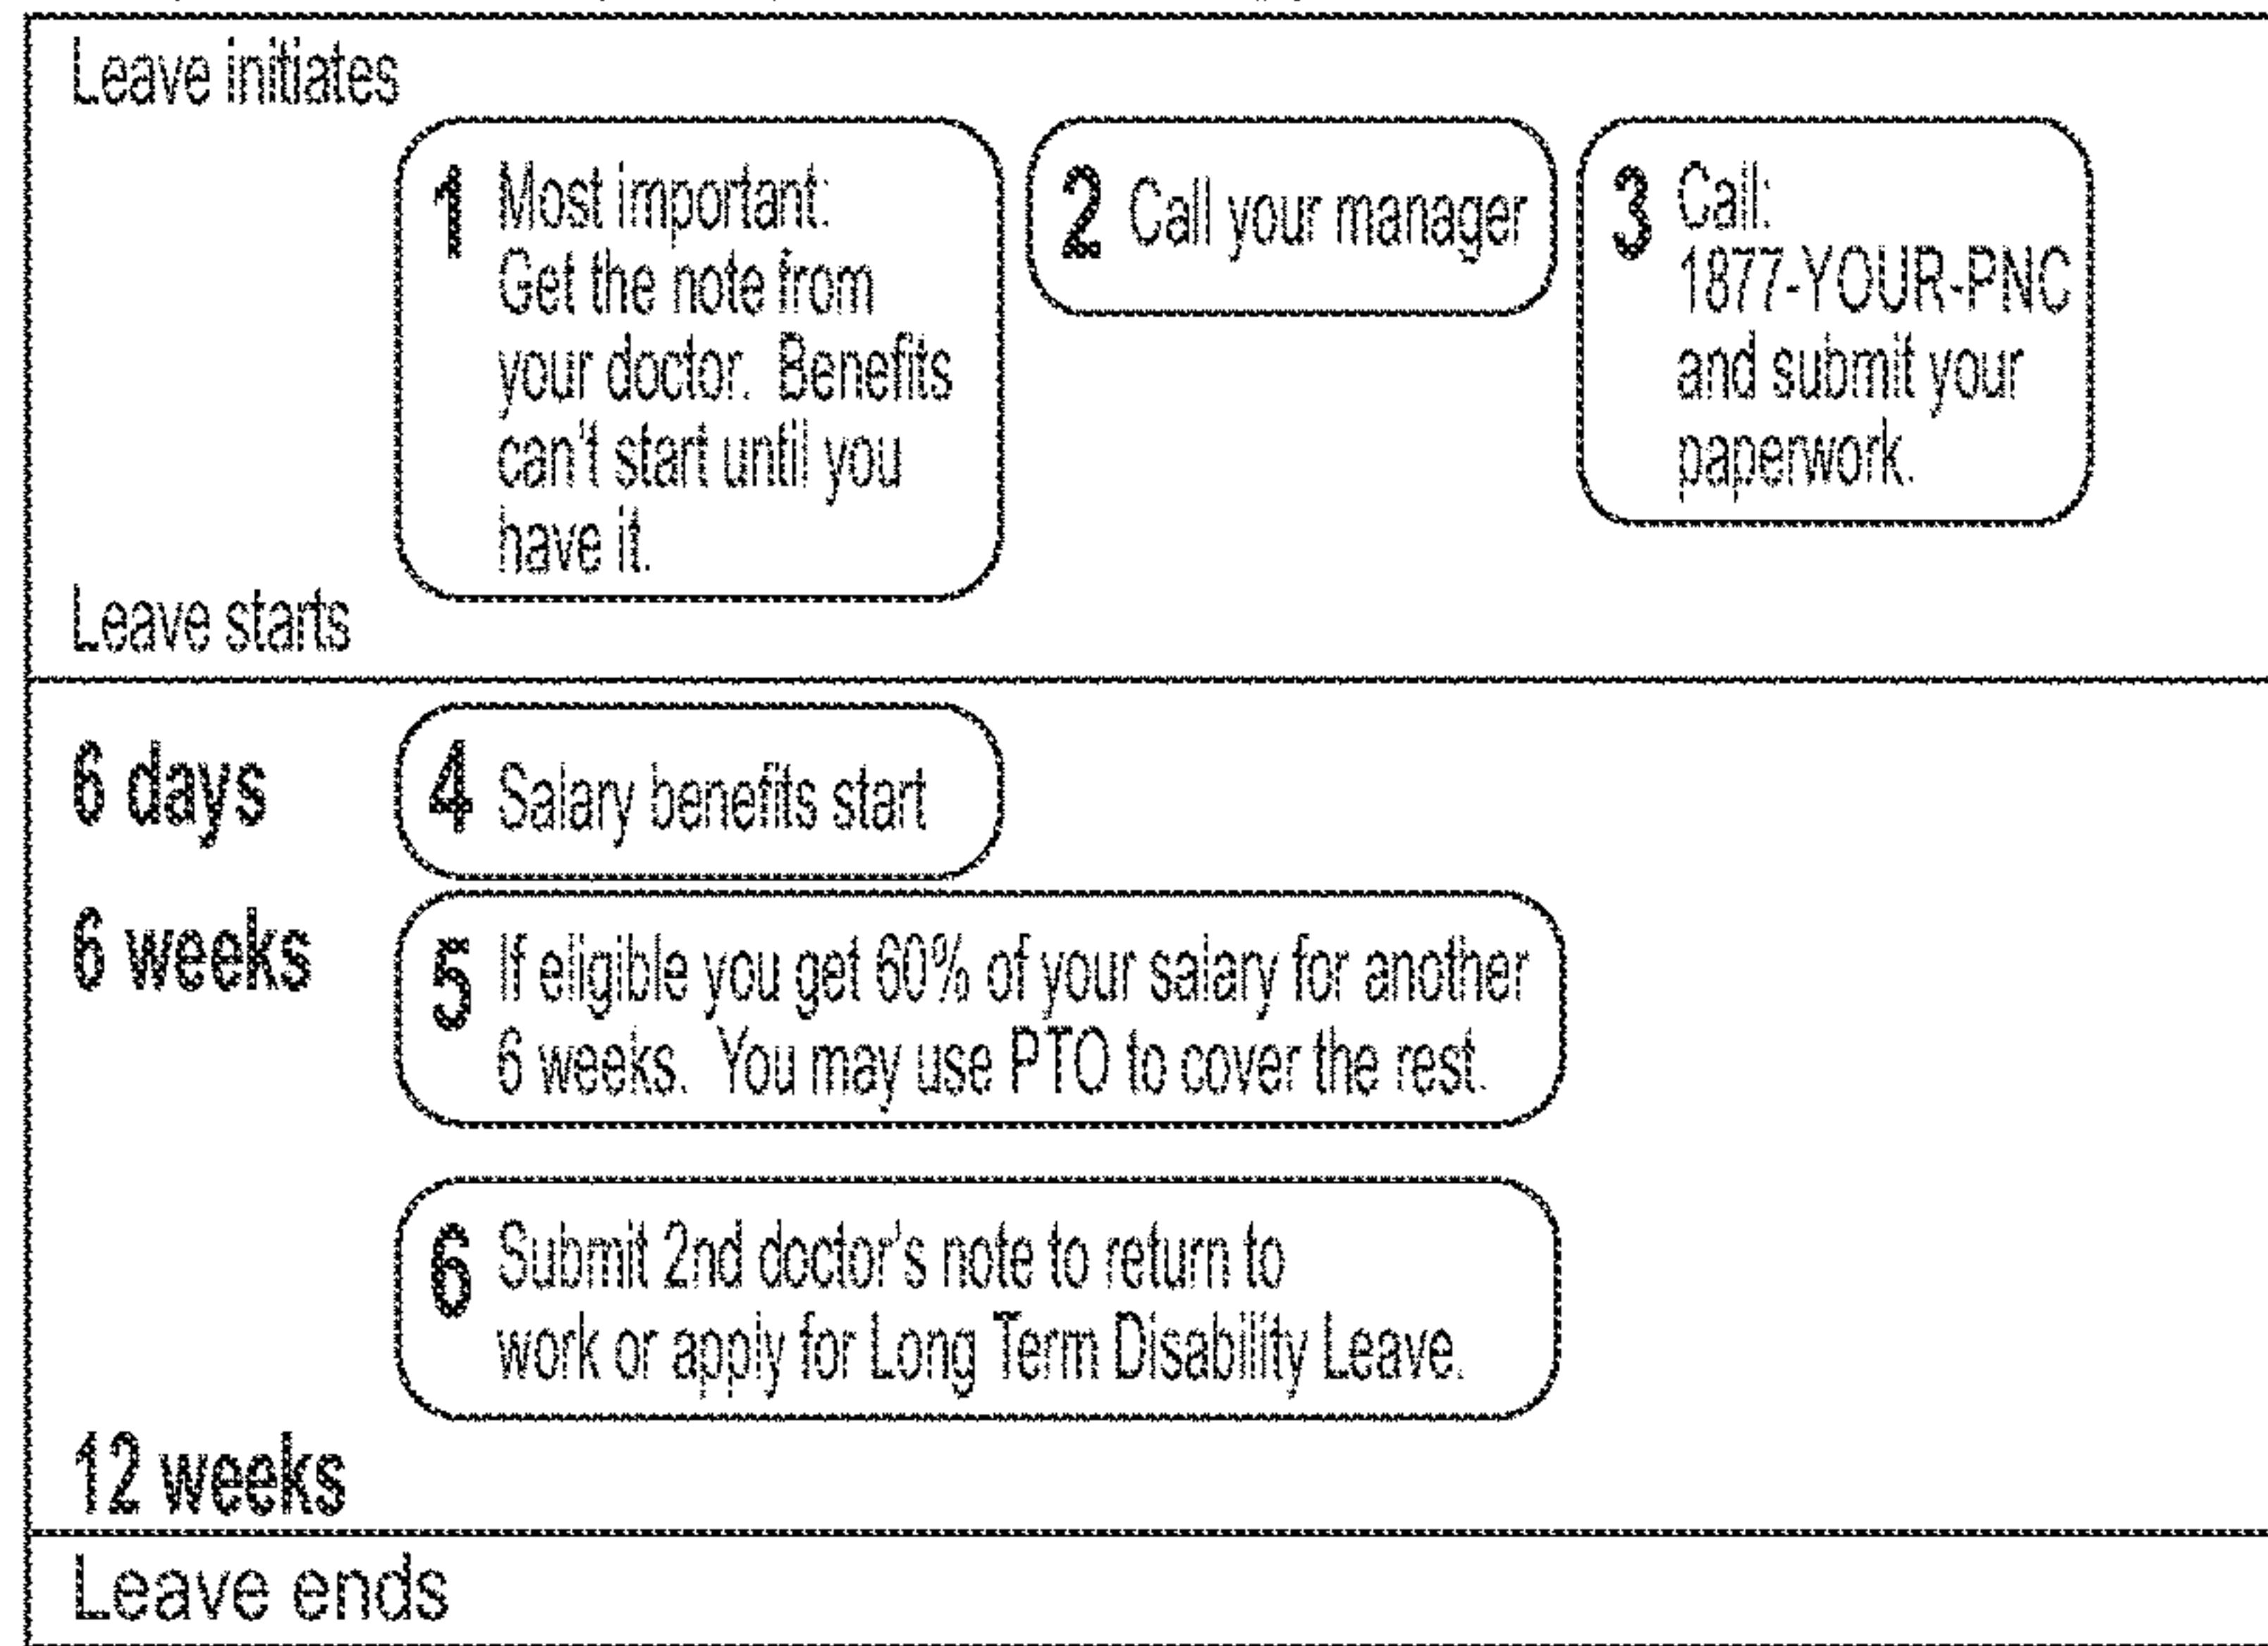 Leave initiates
1 Most important:
Get the note from
your doctor. Benefits
can't start until you
have it.
2 Call your manager
3 Call:
1877-YOUR-PNC
and submit your
paperwork.
Leave starts
6 days
4 Salary benefits start
6 weeks
5 If eligible you get 60% of your salary for another
6 weeks. You may use PTO to cover the rest.
6 Submit 2nd doctor's note to return to
work or apply for Long Term Disability Leave.
12 weeks
Leave ends